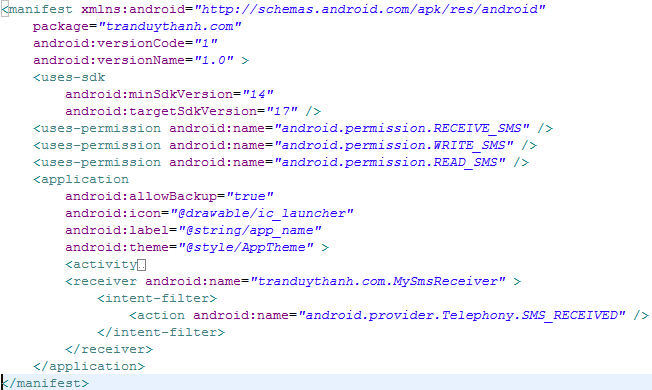 <manifest xmlns:android="http://schemas.android.com/apk/res/android"
    package="tranduythanh.com"
    android:versionCode="1"
    android:versionName="1.0" >
    <uses-sdk
        android:minSdkVersion="14"
        android:targetSdkVersion="17" />
    <uses-permission android:name="android.permission.RECEIVE_SMS" />
    <uses-permission android:name="android.permission.WRITE_SMS" />
    <uses-permission android:name="android.permission.READ_SMS" />
    <application
        android:allowBackup="true"
        android:icon="@drawable/ic_launcher"
        android:label="@string/app_name"
        android:theme="@style/AppTheme" >
        <activity
        <receiver android:name="tranduythanh.com.MySmsReceiver" >
            <intent-filter>
                <action android:name="android.provider.Telephony.SMS_RECEIVED" />
            </intent-filter>
        </receiver>
    </application>
</manifest>